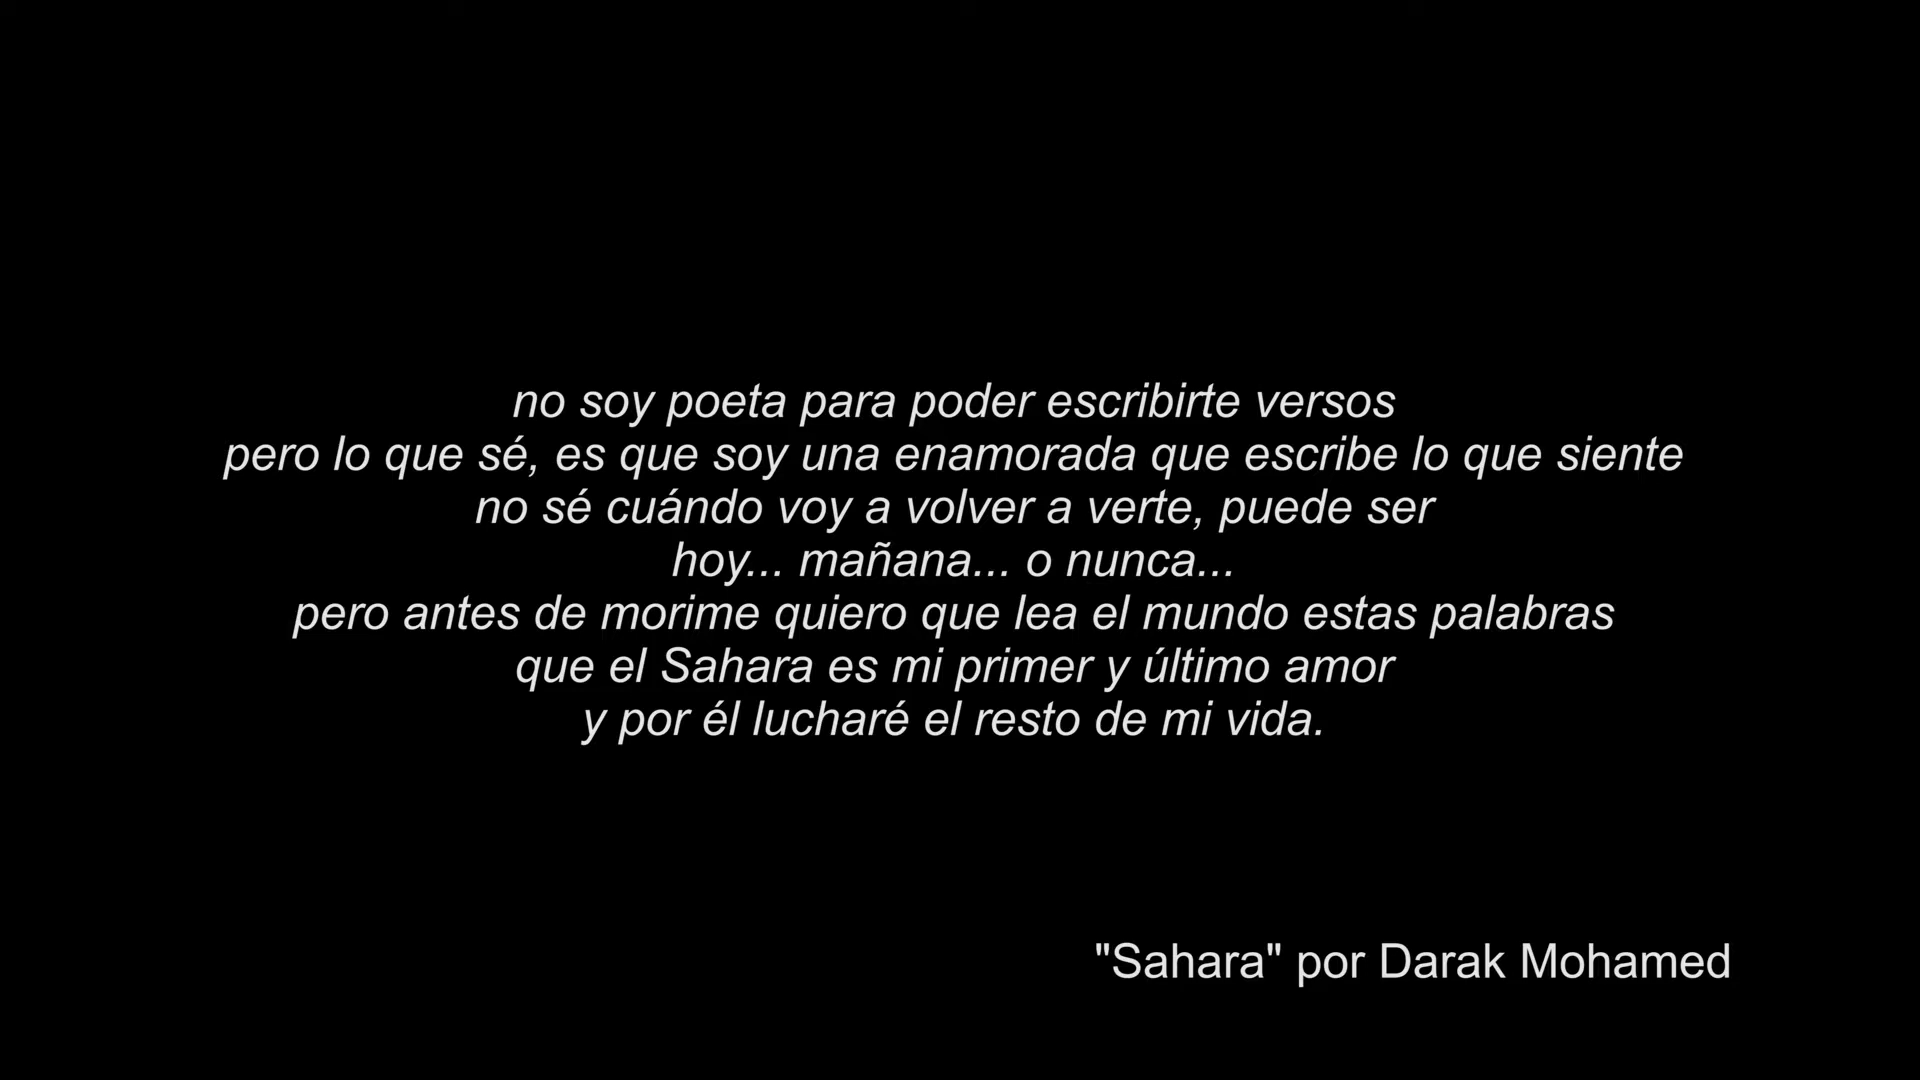 no soy poeta para poder escribirte versos
pero lo que sé, es que soy una enamorada que escribe lo que siente
no sé cuándo voy a volver a verte, puede ser
hoy... mañana... o nunca...
pero antes de morime quiero que lea el mundo estas palabras
que el Sahara es mi primer y último amor
y por él lucharé el resto de mi vida.
"Sahara" por Darak Mohamed